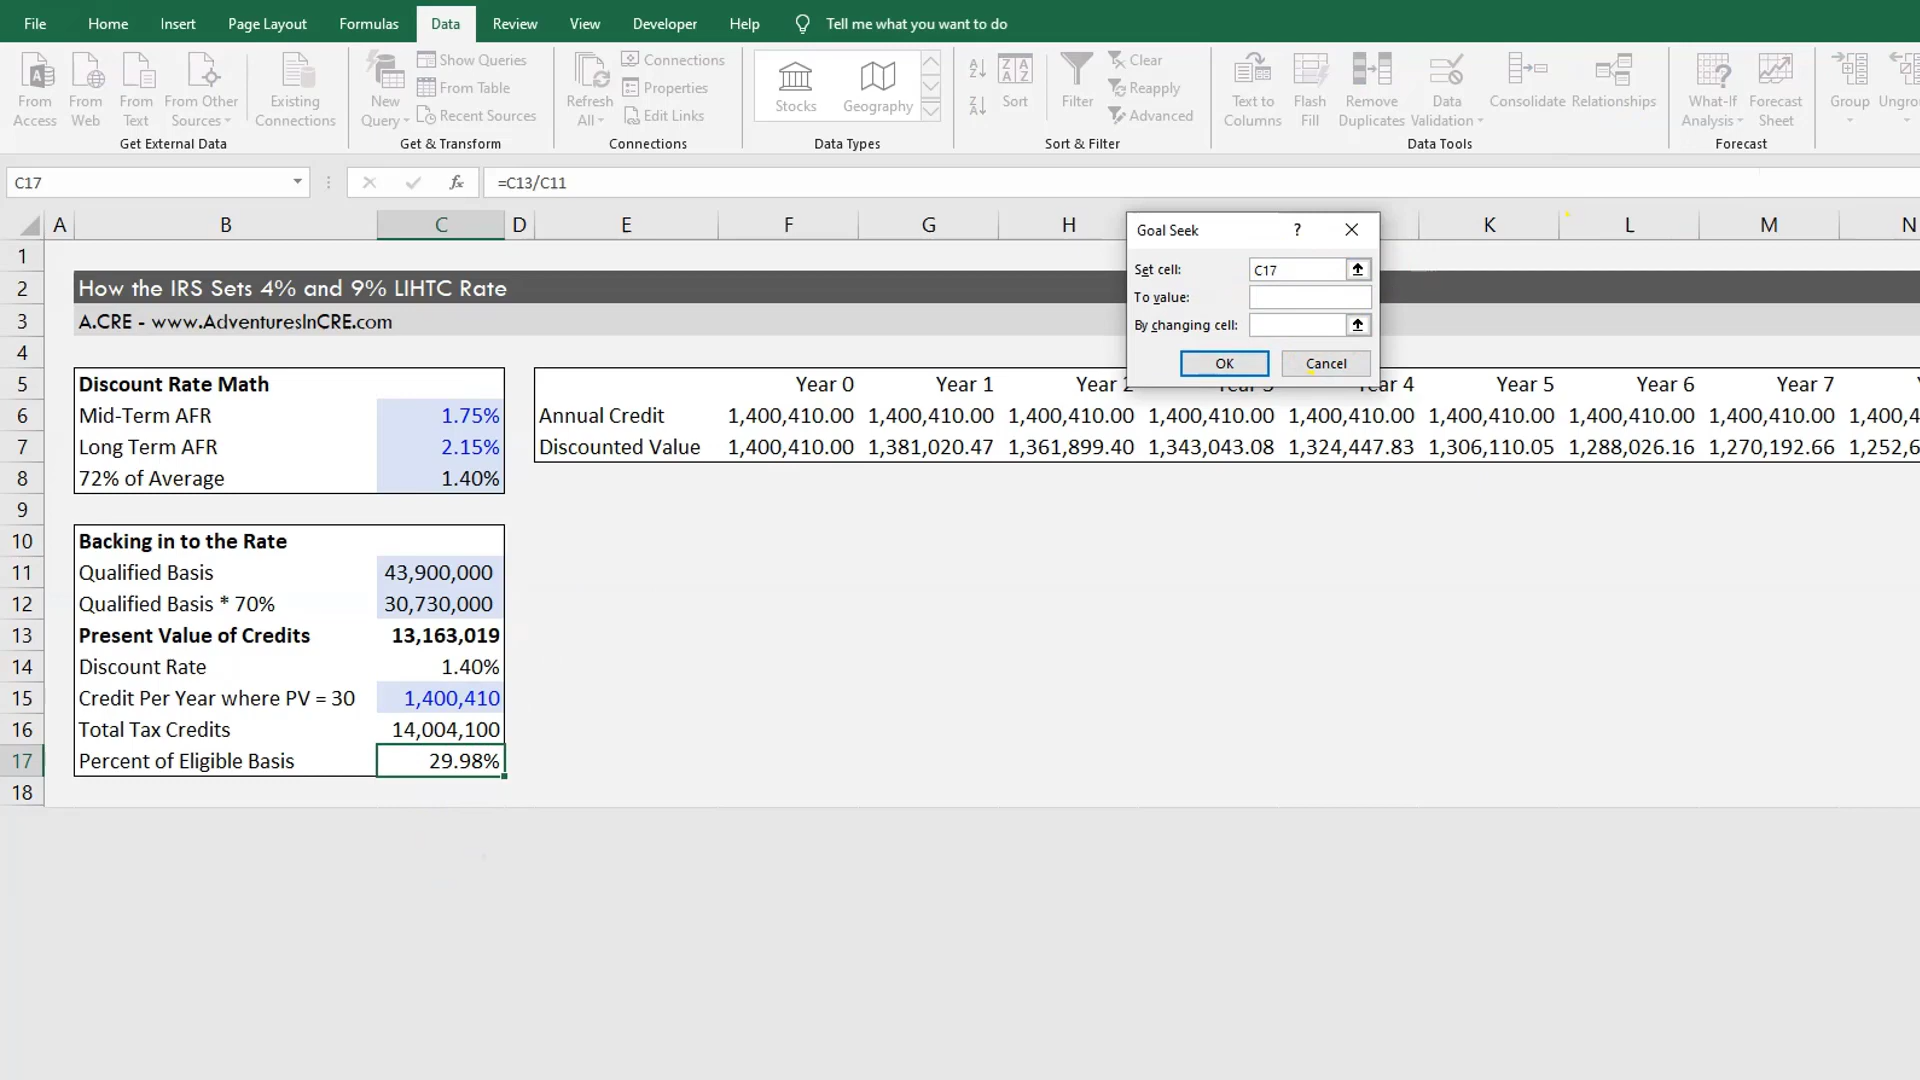 File Home Insert Page Layout Formulas Data Review View Developer Help Tell me what you want to do
From Access
From Web
From Text
From Other Sources
Existing Connections
Get External Data
New Query
Show Queries
From Table
Recent Sources
Get & Transform
Refresh All
Connections
Properties
Edit Links
Connections
Stocks
Geography
Data Types
Sort
Filter
Clear
Reapply
Advanced
Sort & Filter
Text to Columns
Flash Fill
Remove Duplicates
Data Validation
Consolidate
Relationships
Data Tools
What-If Analysis
Forecast Sheet
Forecast
Group
Ungro
C17 fx =C13/C11
A B C D E F G H K L M N
Goal Seek ?
Set cell: C17
To value:
By changing cell:
OK Cancel
1
2 How the IRS Sets 4% and 9% LIHTC Rate
3 A.CRE - www.AdventuresInCRE.com
4
5 Discount Rate Math Year 0 Year 1 Year 2 Year 3 Year 4 Year 5 Year 6 Year 7
6 Mid-Term AFR 1.75% Annual Credit 1,400,410.00 1,400,410.00 1,400,410.00 1,400,410.00 1,400,410.00 1,400,410.00 1,400,410.00 1,400,410.00 1,400,4
7 Long Term AFR 2.15% Discounted Value 1,400,410.00 1,381,020.47 1,361,899.40 1,343,043.08 1,324,447.83 1,306,110.05 1,288,026.16 1,270,192.66 1,252,6
8 72% of Average 1.40%
9
10 Backing in to the Rate
11 Qualified Basis 43,900,000
12 Qualified Basis * 70% 30,730,000
13 Present Value of Credits 13,163,019
14 Discount Rate 1.40%
15 Credit Per Year where PV = 30 1,400,410
16 Total Tax Credits 14,004,100
17 Percent of Eligible Basis 29.98%
18